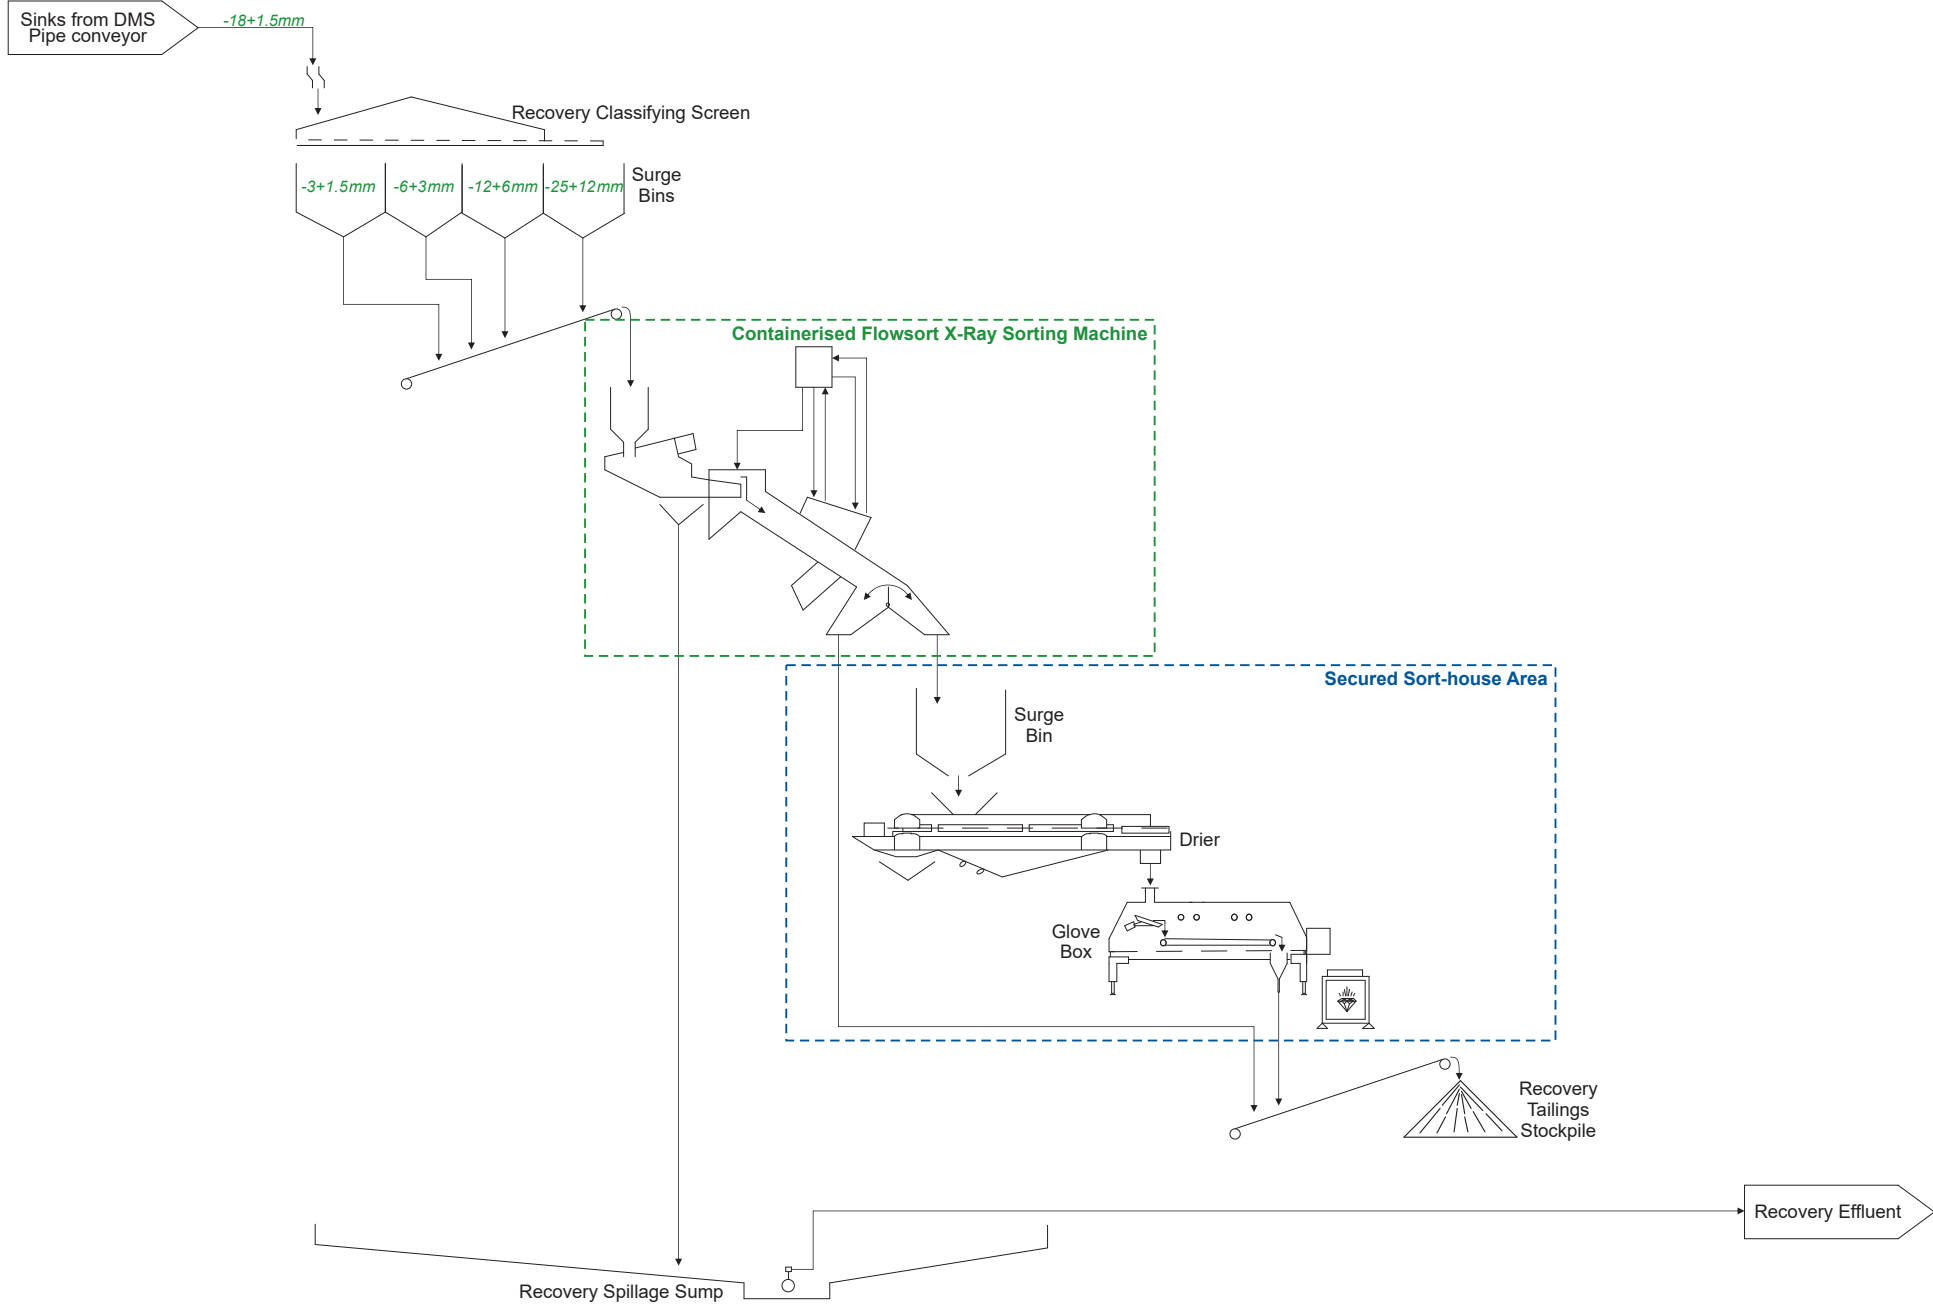 Sinks from DMS
Pipe conveyor
-18+1.5mm
Recovery Classifying Screen
-3+1.5mm
-6+3mm
-12+6mm
-25+12mm
Surge
Bins
Containerised Flowsort X-Ray Sorting Machine
Secured Sort-house Area
Surge
Bin
Drier
Glove
Box
Recovery
Tailings
Stockpile
Recovery Effluent
Recovery Spillage Sump